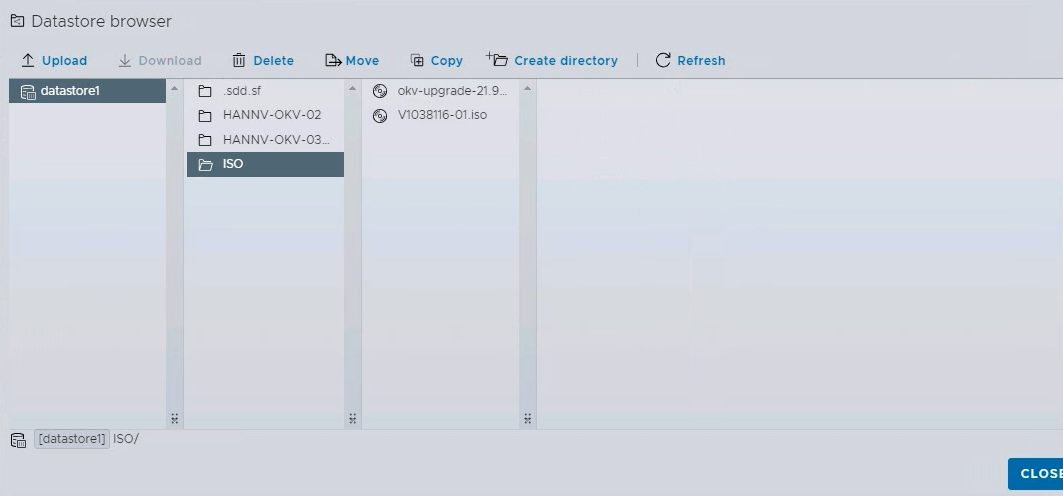 Datastore browser
Upload Download Delete Move Copy Create directory Refresh
datastore1
.sdd.sf
HANNV-OKV-02
HANNV-OKV-03...
ISO
okv-upgrade-21.9...
V1038116-01.iso
[datastore1] ISO/
CLOSE